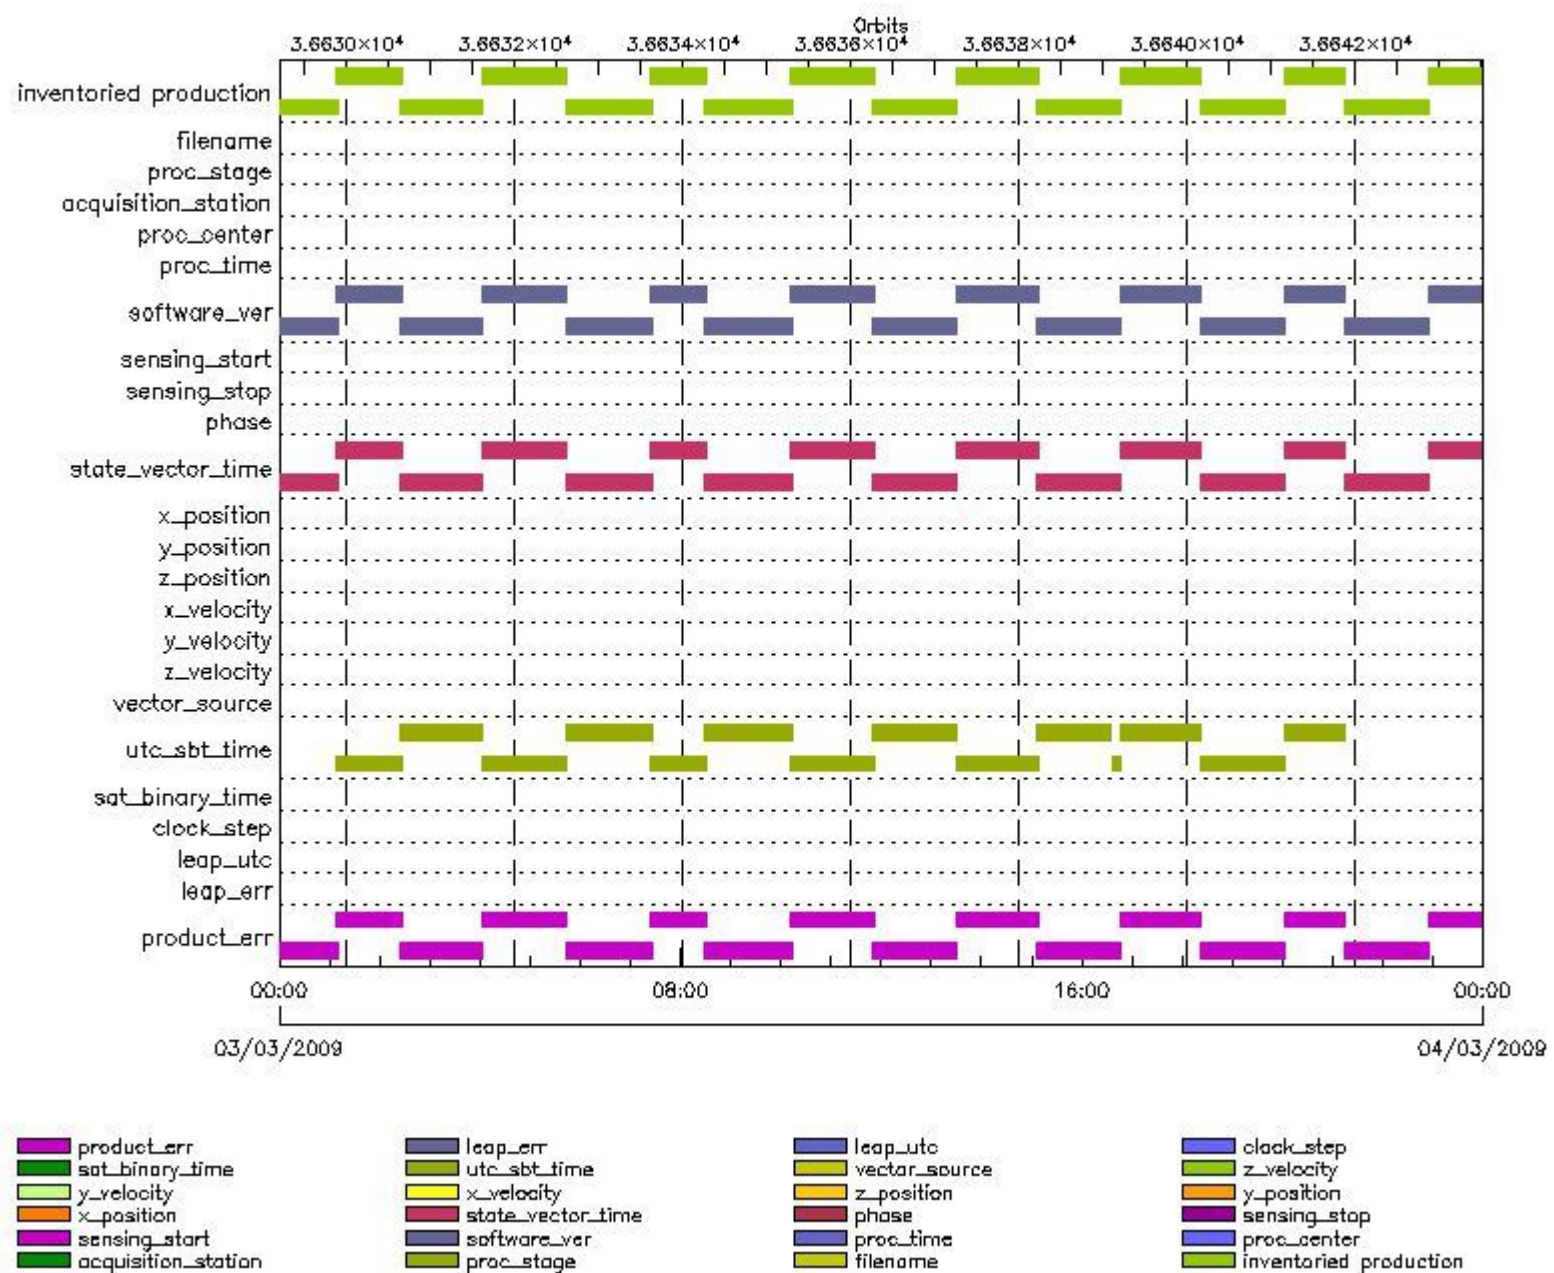 Orbits
3.6630×10⁴ 3.6632×10⁴ 3.6634×10⁴ 3.6636×10⁴ 3.6638×10⁴ 3.6640×10⁴ 3.6642×10⁴
inventoried production
filename
proc_stage
acquisition_station
proc_center
proc_time
software_ver
sensing_start
sensing_stop
phase
state_vector_time
x_position
y_position
z_position
x_velocity
y_velocity
z_velocity
vector_source
utc_sbt_time
sat_binary_time
clock_step
leap_utc
leap_err
product_err
00:00 08:00 16:00 00:00
03/03/2009 04/03/2009
product_err leap_err leap_utc clock_step
sat_binary_time utc_sbt_time vector_source z_velocity
y_velocity x_velocity z_position y_position
x_position state_vector_time phase sensing_stop
sensing_start software_ver proc_time proc_center
acquisition_station proc_stage filename inventoried production